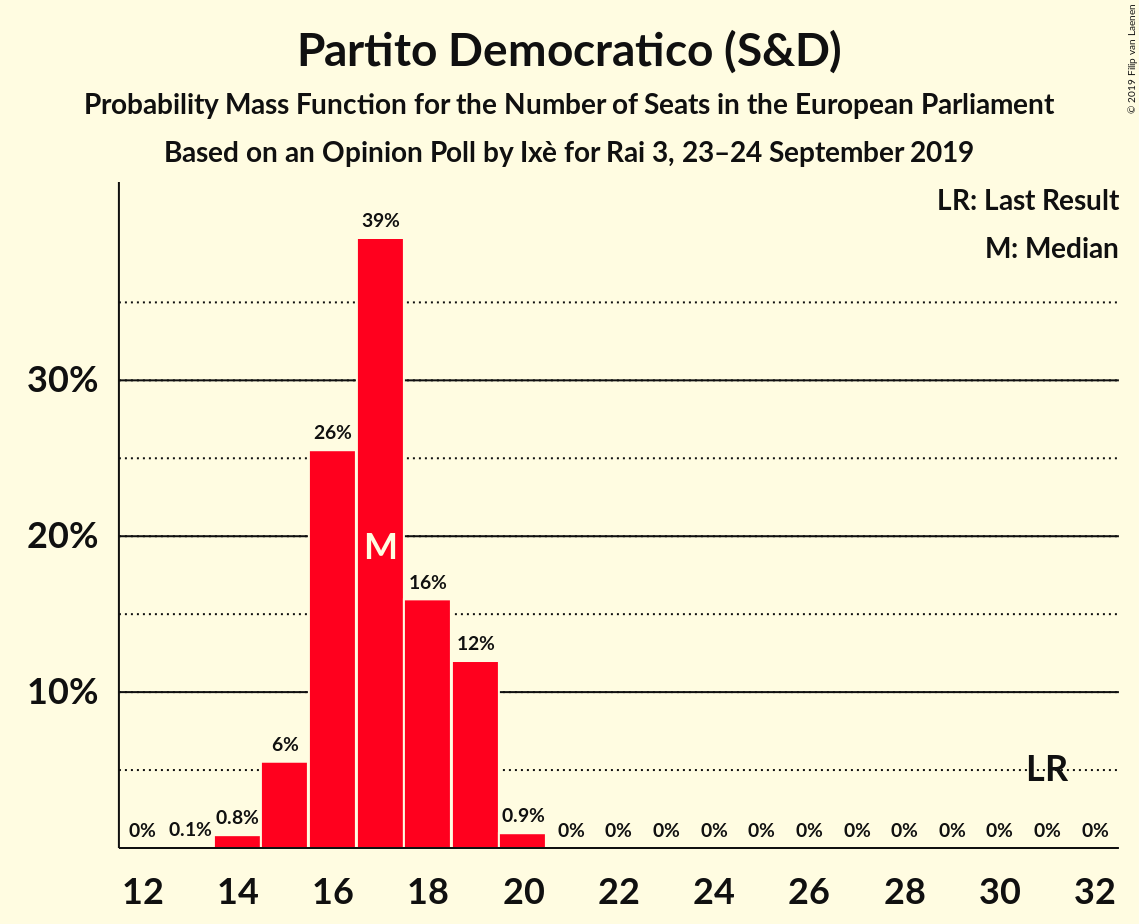 Partito Democratico (S&D)
Probability Mass Function for the Number of Seats in the European Parliament
Based on an Opinion Poll by Ixè for Rai 3, 23–24 September 2019
© 2019 Filip van Laenen
LR: Last Result
M: Median
39%
30%
26%
20%
M
16%
12%
10%
6%
LR
0% 0.1% 0.8% 0.9% 0% 0% 0% 0% 0% 0% 0% 0% 0% 0% 0% 0%
12 14 16 18 20 22 24 26 28 30 32